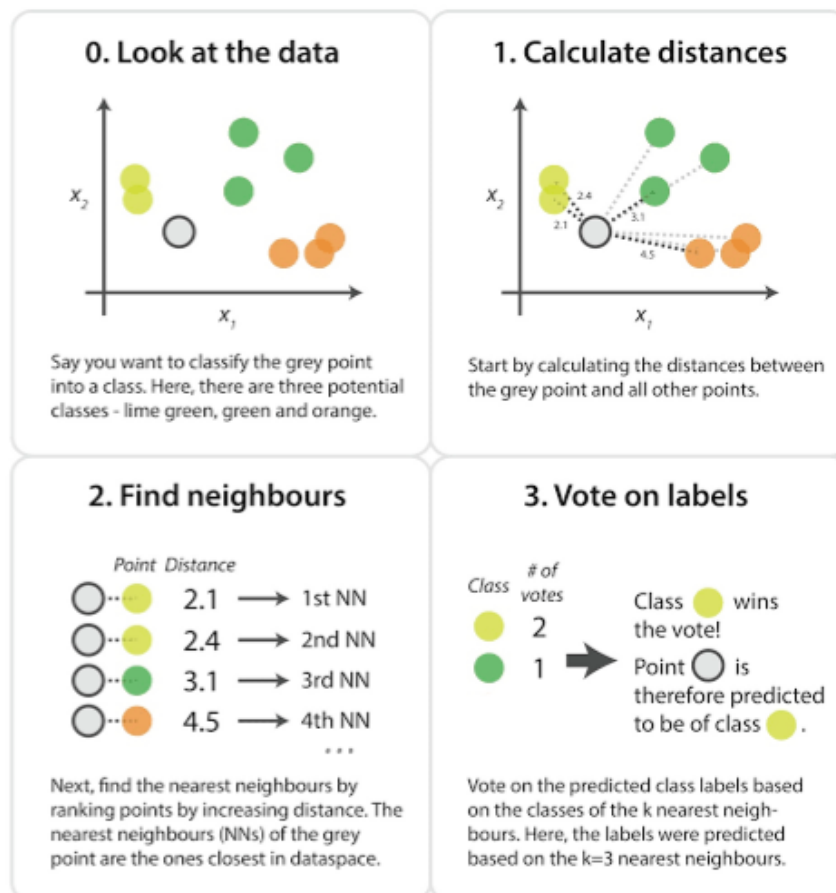 0. Look at the data
x₂
x₁
Say you want to classify the grey point
into a class. Here, there are three potential
classes - lime green, green and orange.
1. Calculate distances
x₂
2.4
2.1
3.1
4.5
x₁
Start by calculating the distances between
the grey point and all other points.
2. Find neighbours
Point Distance
2.1 → 1st NN
2.4 → 2nd NN
3.1 → 3rd NN
4.5 → 4th NN
...
Next, find the nearest neighbours by
ranking points by increasing distance. The
nearest neighbours (NNs) of the grey
point are the ones closest in dataspace.
3. Vote on labels
Class # of votes
2
1
Class wins
the vote!
Point is
therefore predicted
to be of class .
Vote on the predicted class labels based
on the classes of the k nearest neigh-
bours. Here, the labels were predicted
based on the k=3 nearest neighbours.